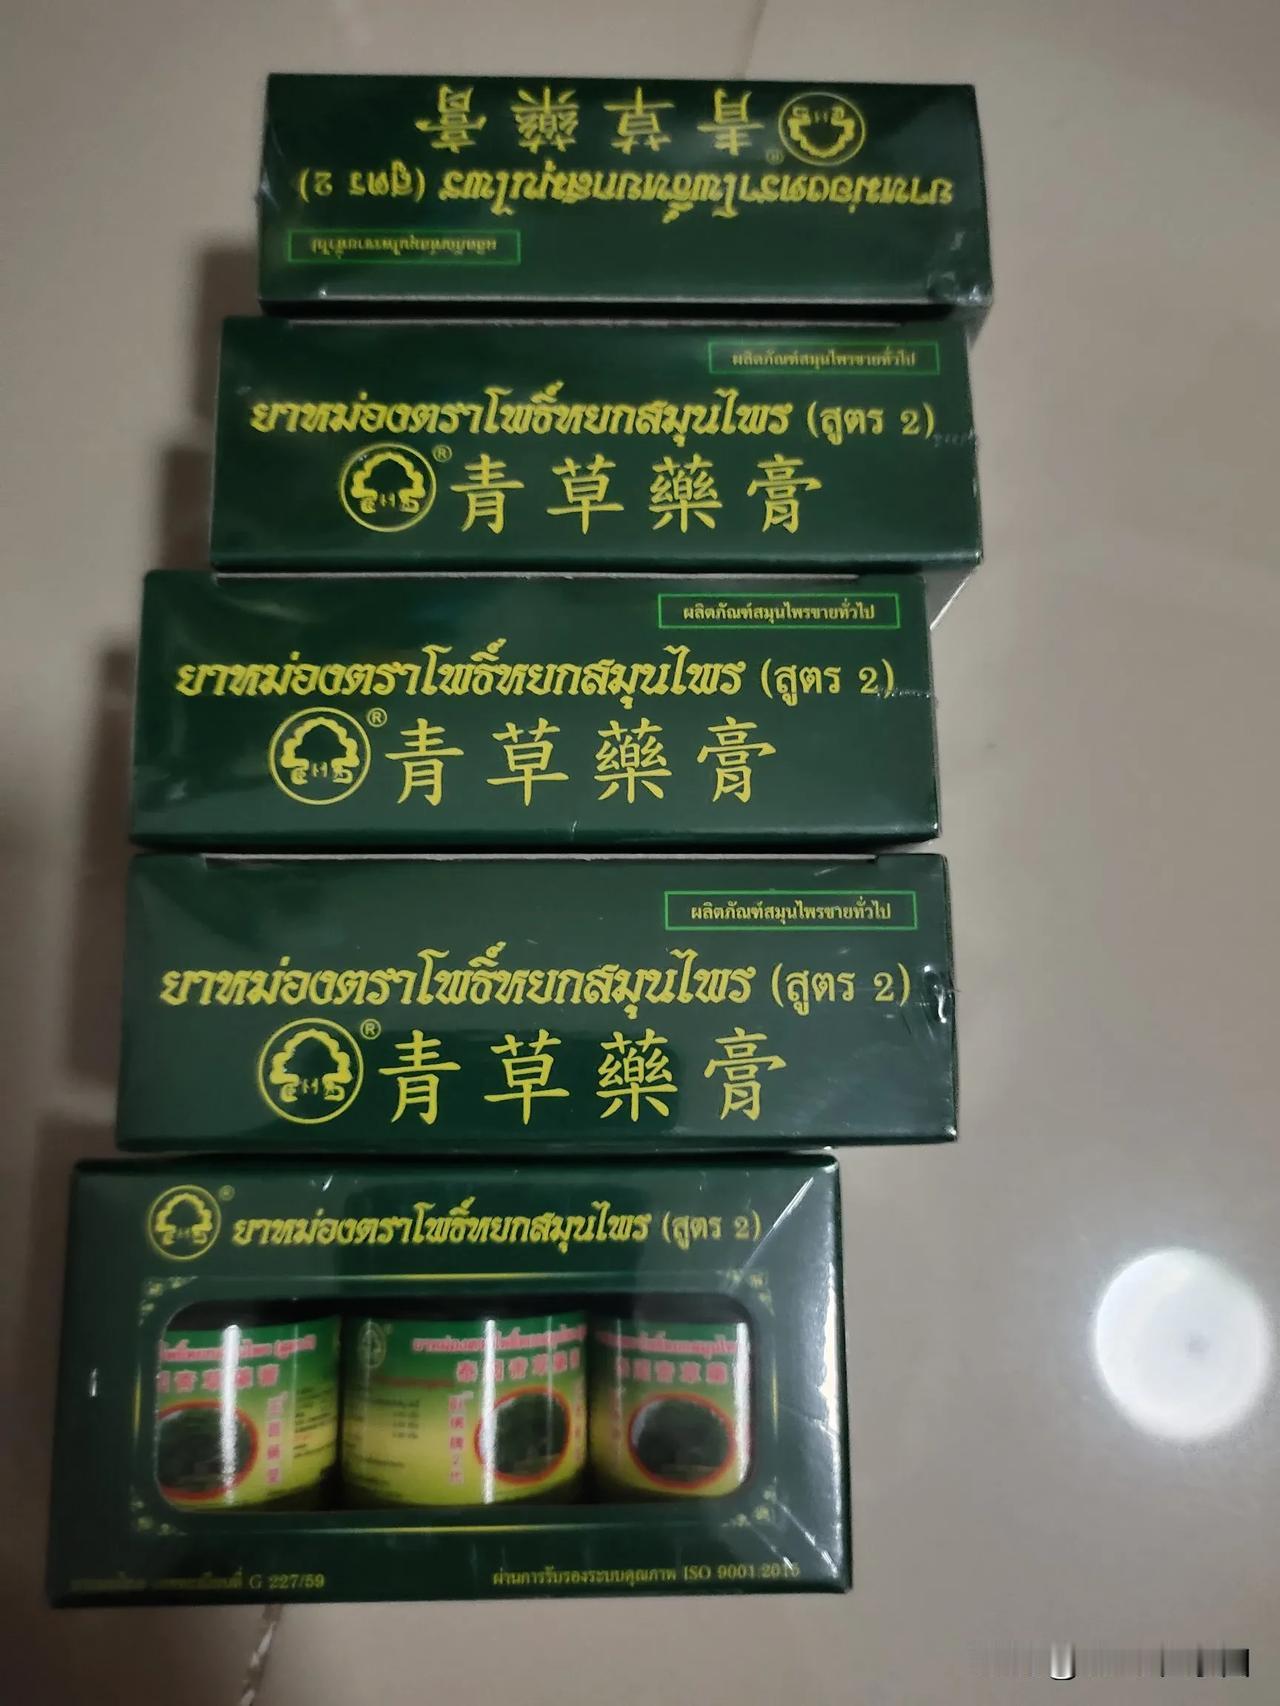 青草藥膏
ยาหม่องตราโพธิ์หยกสมุนไพร (สูตร 2)
ผลิตภัณฑ์สมุนไพรขายทั่วไป
ผลิตภัณฑ์สมุนไพรขายทั่วไป
ยาหม่องตราโพธิ์หยกสมุนไพร (สูตร 2)
® 青草藥膏
ผลิตภัณฑ์สมุนไพรขายทั่วไป
ยาหม่องตราโพธิ์หยกสมุนไพร (สูตร 2)
® 青草藥膏
ผลิตภัณฑ์สมุนไพรขายทั่วไป
ยาหม่องตราโพธิ์หยกสมุนไพร (สูตร 2)
® 青草藥膏
® ยาหม่องตราโพธิ์หยกสมุนไพร (สูตร 2)
青草藥膏
G 227/59
ผ่านการรับรองระบบคุณภาพ ISO 9001:2015